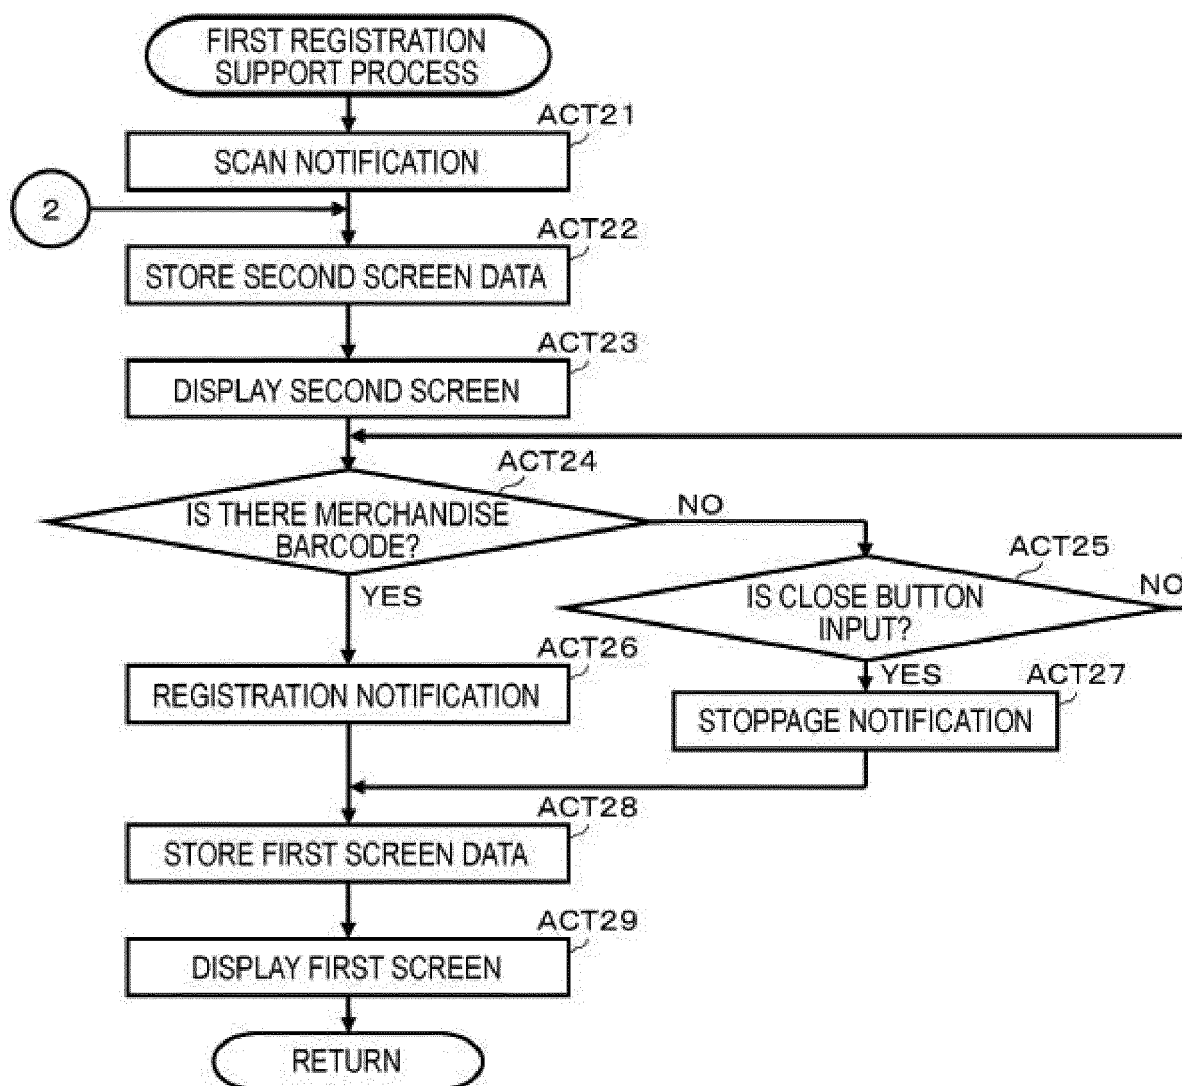 FIRST REGISTRATION
SUPPORT PROCESS
ACT21
SCAN NOTIFICATION
2
ACT22
STORE SECOND SCREEN DATA
ACT23
DISPLAY SECOND SCREEN
ACT24
IS THERE MERCHANDISE
BARCODE?
NO
YES
ACT25
IS CLOSE BUTTON
INPUT?
NO
YES
ACT26
REGISTRATION NOTIFICATION
ACT27
STOPPAGE NOTIFICATION
ACT28
STORE FIRST SCREEN DATA
ACT29
DISPLAY FIRST SCREEN
RETURN